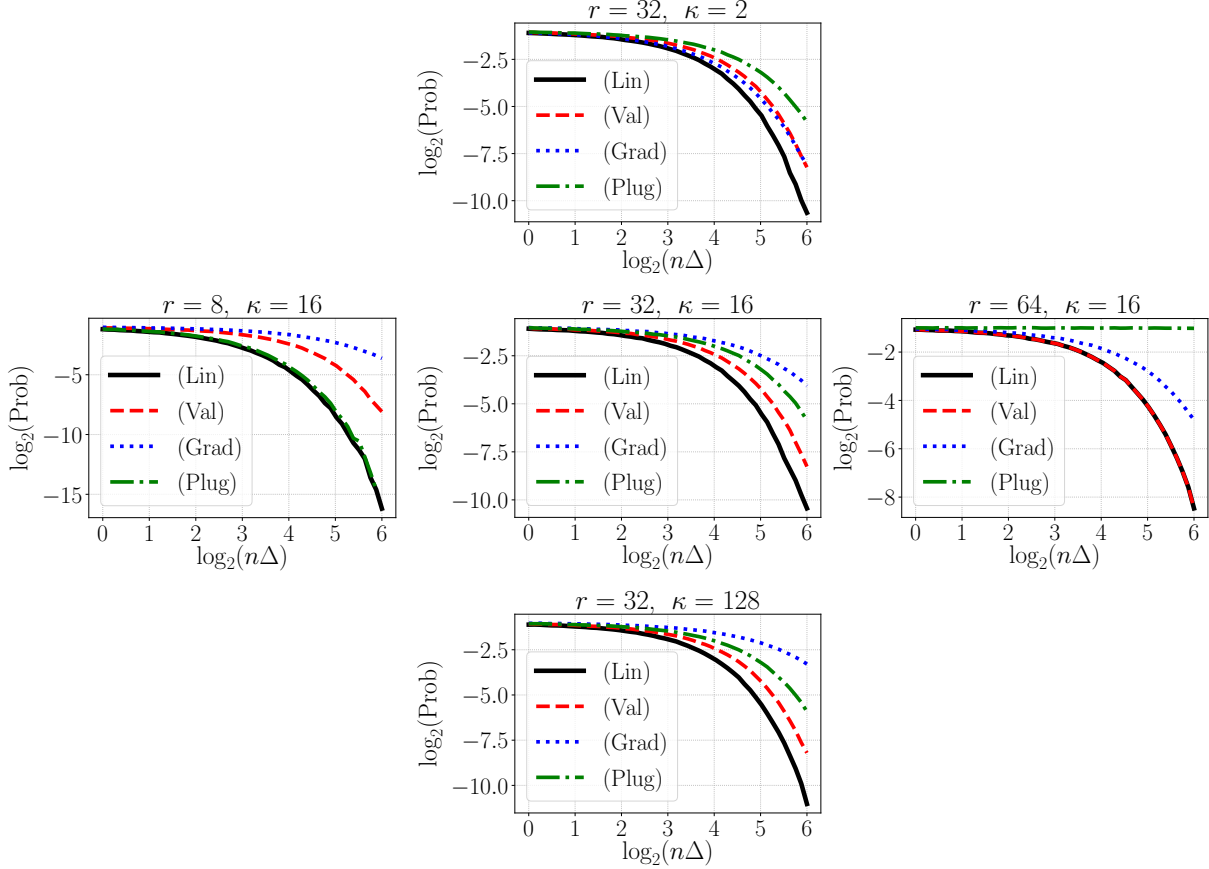 r = 32, κ = 2
log₂(Prob)
−2.5
−5.0
−7.5
−10.0
(Lin)
(Val)
(Grad)
(Plug)
0 1 2 3 4 5 6
log₂(nΔ)
r = 8, κ = 16
log₂(Prob)
−5
−10
−15
(Lin)
(Val)
(Grad)
(Plug)
0 1 2 3 4 5 6
log₂(nΔ)
r = 32, κ = 16
log₂(Prob)
−2.5
−5.0
−7.5
−10.0
(Lin)
(Val)
(Grad)
(Plug)
0 1 2 3 4 5 6
log₂(nΔ)
r = 64, κ = 16
log₂(Prob)
−2
−4
−6
−8
(Lin)
(Val)
(Grad)
(Plug)
0 1 2 3 4 5 6
log₂(nΔ)
r = 32, κ = 128
log₂(Prob)
−2.5
−5.0
−7.5
−10.0
(Lin)
(Val)
(Grad)
(Plug)
0 1 2 3 4 5 6
log₂(nΔ)